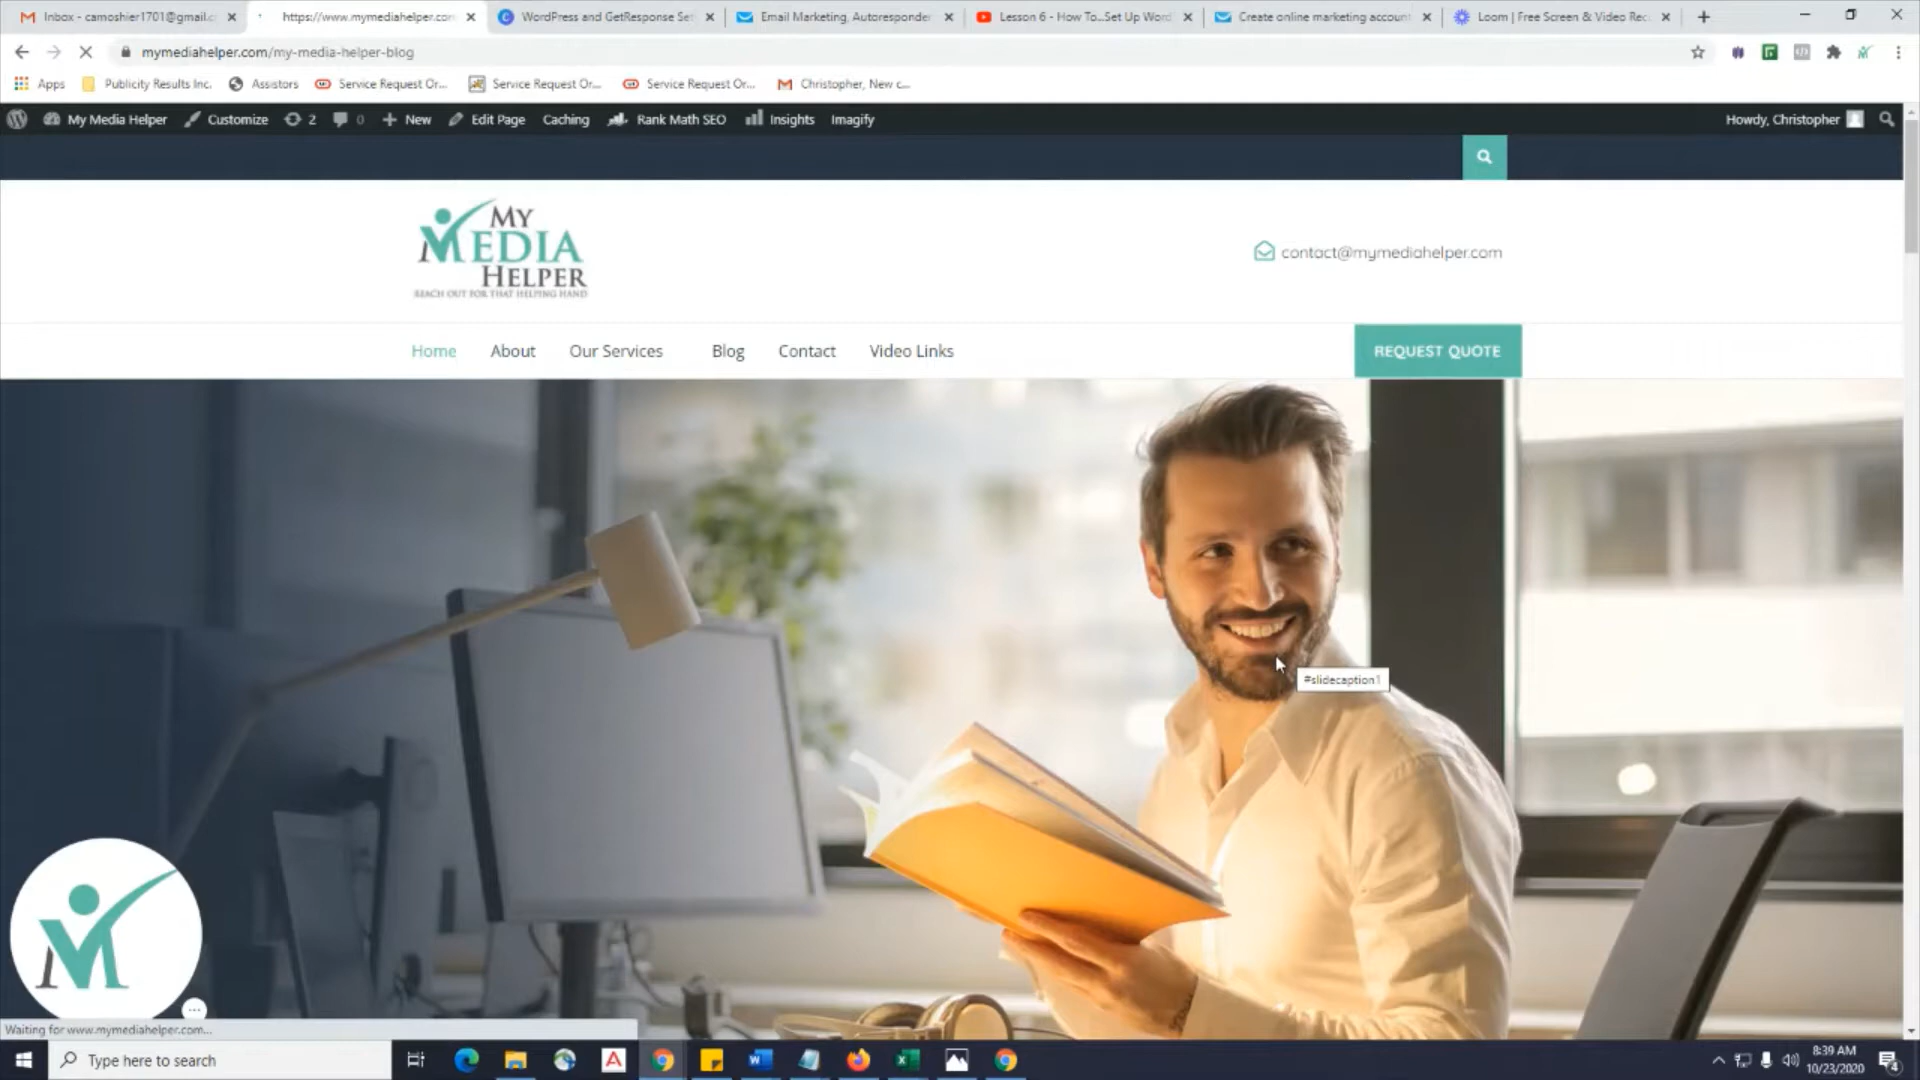 Inbox - camoshier1701@gmail.c
https://www.mymediahelper.com
WordPress and GetResponse Set
Email Marketing, Autoresponder
Lesson 6 - How To...Set Up Word
Create online marketing account
Loom | Free Screen & Video Rec
mymediahelper.com/my-media-helper-blog
Apps
Publicity Results Inc.
Assistors
Service Request Or...
Service Request Or...
Service Request Or...
Christopher, New c...
My Media Helper
Customize
2
0
New
Edit Page
Caching
Rank Math SEO
Insights
Imagify
Howdy, Christopher
MY
MEDIA
HELPER
REACH OUT FOR THAT HELPING HAND
contact@mymediahelper.com
Home
About
Our Services
Blog
Contact
Video Links
REQUEST QUOTE
#slidecaption1
Waiting for www.mymediahelper.com...
Type here to search
8:39 AM
10/23/2020
4